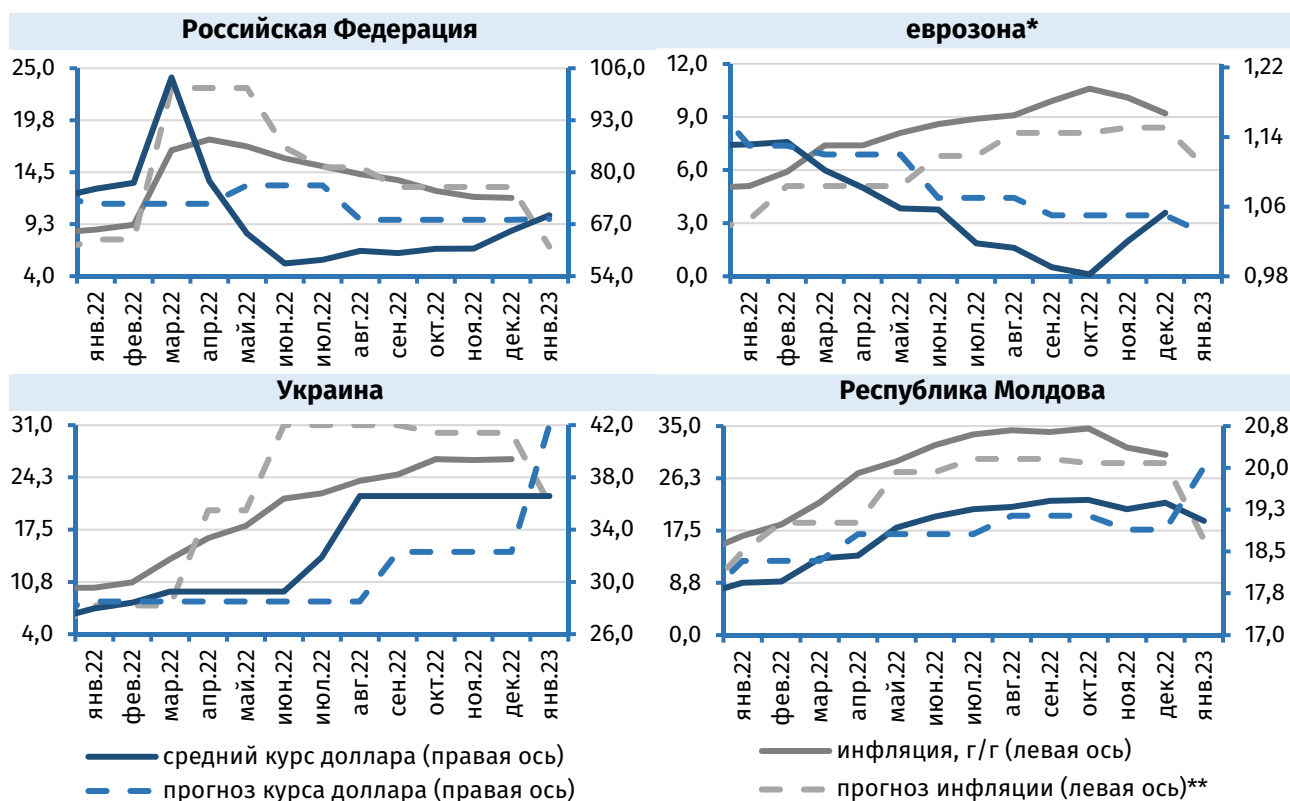 Российская Федерация
25,0
19,8
14,5
9,3
4,0
106,0
93,0
80,0
67,0
54,0
янв.22
фев.22
мар.22
апр.22
май.22
июн.22
июл.22
авг.22
сен.22
окт.22
ноя.22
дек.22
янв.23
еврозона*
12,0
9,0
6,0
3,0
0,0
1,22
1,14
1,06
0,98
янв.22
фев.22
мар.22
апр.22
май.22
июн.22
июл.22
авг.22
сен.22
окт.22
ноя.22
дек.22
янв.23
Украина
31,0
24,3
17,5
10,8
4,0
42,0
38,0
34,0
30,0
26,0
янв.22
фев.22
мар.22
апр.22
май.22
июн.22
июл.22
авг.22
сен.22
окт.22
ноя.22
дек.22
янв.23
Республика Молдова
35,0
26,3
17,5
8,8
0,0
20,8
20,0
19,3
18,5
17,8
17,0
янв.22
фев.22
мар.22
апр.22
май.22
июн.22
июл.22
авг.22
сен.22
окт.22
ноя.22
дек.22
янв.23
средний курс доллара (правая ось)
прогноз курса доллара (правая ось)
инфляция, г/г (левая ось)
прогноз инфляции (левая ось)**